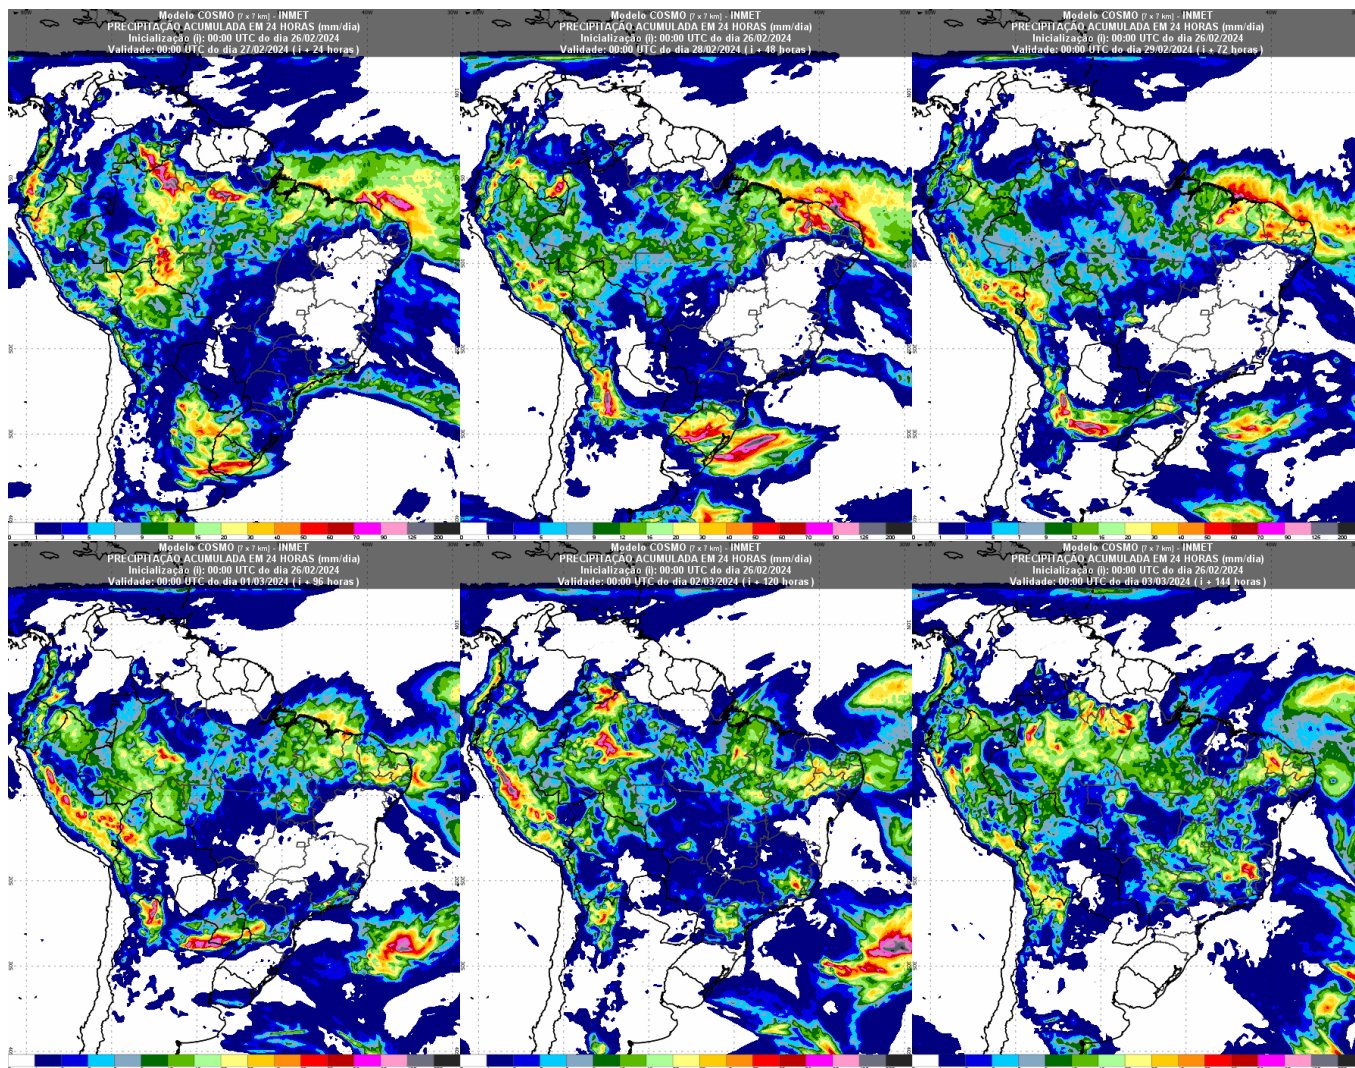 Modelo COSMO [7 x 7 km] - INMET
PRECIPITAÇÃO ACUMULADA EM 24 HORAS (mm/dia)
Inicialização (i): 00:00 UTC do dia 26/02/2024
Validade: 00:00 UTC do dia 27/02/2024 ( i + 24 horas )
Modelo COSMO [7 x 7 km] - INMET
PRECIPITAÇÃO ACUMULADA EM 24 HORAS (mm/dia)
Inicialização (i): 00:00 UTC do dia 26/02/2024
Validade: 00:00 UTC do dia 28/02/2024 ( i + 48 horas )
Modelo COSMO [7 x 7 km] - INMET
PRECIPITAÇÃO ACUMULADA EM 24 HORAS (mm/dia)
Inicialização (i): 00:00 UTC do dia 26/02/2024
Validade: 00:00 UTC do dia 29/02/2024 ( i + 72 horas )
Modelo COSMO [7 x 7 km] - INMET
PRECIPITAÇÃO ACUMULADA EM 24 HORAS (mm/dia)
Inicialização (i): 00:00 UTC do dia 26/02/2024
Validade: 00:00 UTC do dia 01/03/2024 ( i + 96 horas )
Modelo COSMO [7 x 7 km] - INMET
PRECIPITAÇÃO ACUMULADA EM 24 HORAS (mm/dia)
Inicialização (i): 00:00 UTC do dia 26/02/2024
Validade: 00:00 UTC do dia 02/03/2024 ( i + 120 horas )
Modelo COSMO [7 x 7 km] - INMET
PRECIPITAÇÃO ACUMULADA EM 24 HORAS (mm/dia)
Inicialização (i): 00:00 UTC do dia 26/02/2024
Validade: 00:00 UTC do dia 03/03/2024 ( i + 144 horas )